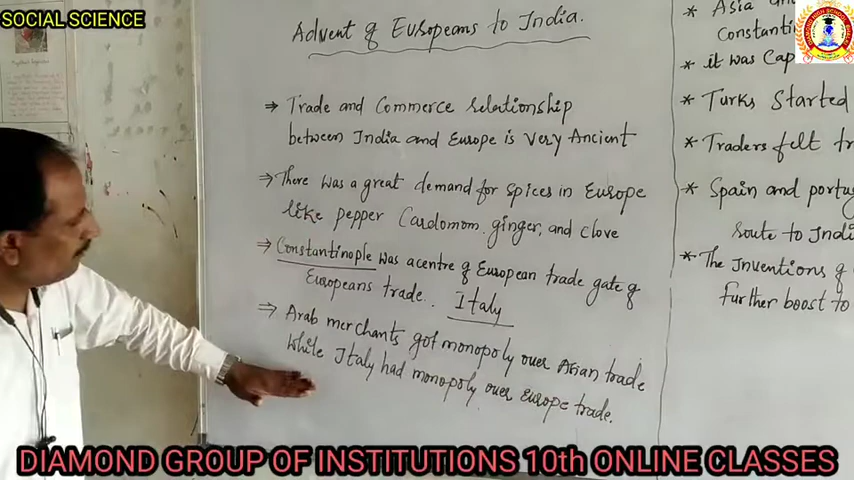 SOCIAL SCIENCE
Advent of Europeans to India.
⇒ Trade and Commerce relationship
between India and Europe is very Ancient
⇒ There was a great demand for spices in Europe
like pepper Cardomom, ginger, and clove
⇒ Constantinople was a centre of European trade gate of
Europeans trade. Italy
⇒ Arab merchants got monopoly over Asian trade
while Italy had monopoly over Europe trade.
* Asia
Constanti
* it was Cap
* Turks Started
* Traders felt
* Spain and portu
route to Indi
* The Inventions of
further boost to
DIAMOND GROUP OF INSTITUTIONS 10th ONLINE CLASSES